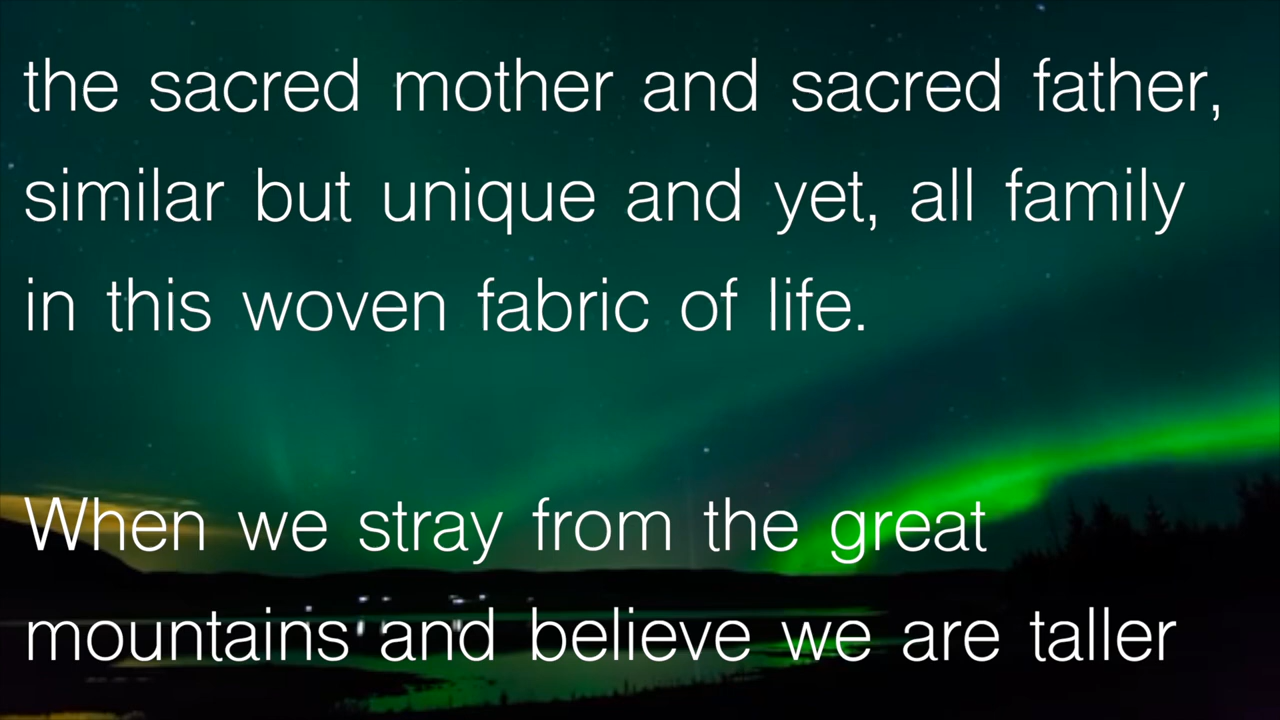 the sacred mother and sacred father,
similar but unique and yet, all family
in this woven fabric of life.
When we stray from the great
mountains and believe we are taller